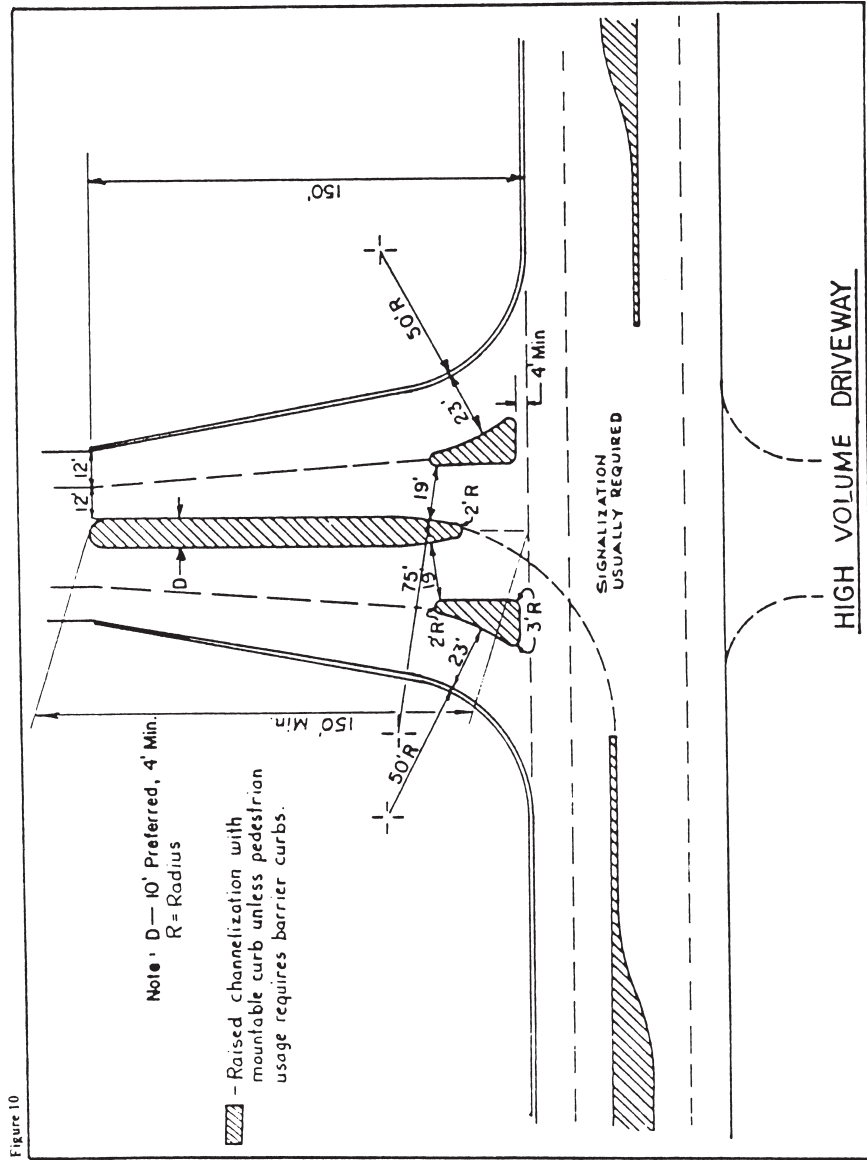 Figure 10
Note: D — 10' Preferred, 4' Min.
R = Radius
- Raised channelization with
mountable curb unless pedestrian
usage requires barrier curbs.
150' Min.
150'
12'
12'
D
50'R
50'R
75'
19'
19'
23'
23'
2'R
2'R
3'R
4' Min
SIGNALIZATION
USUALLY REQUIRED
HIGH VOLUME DRIVEWAY